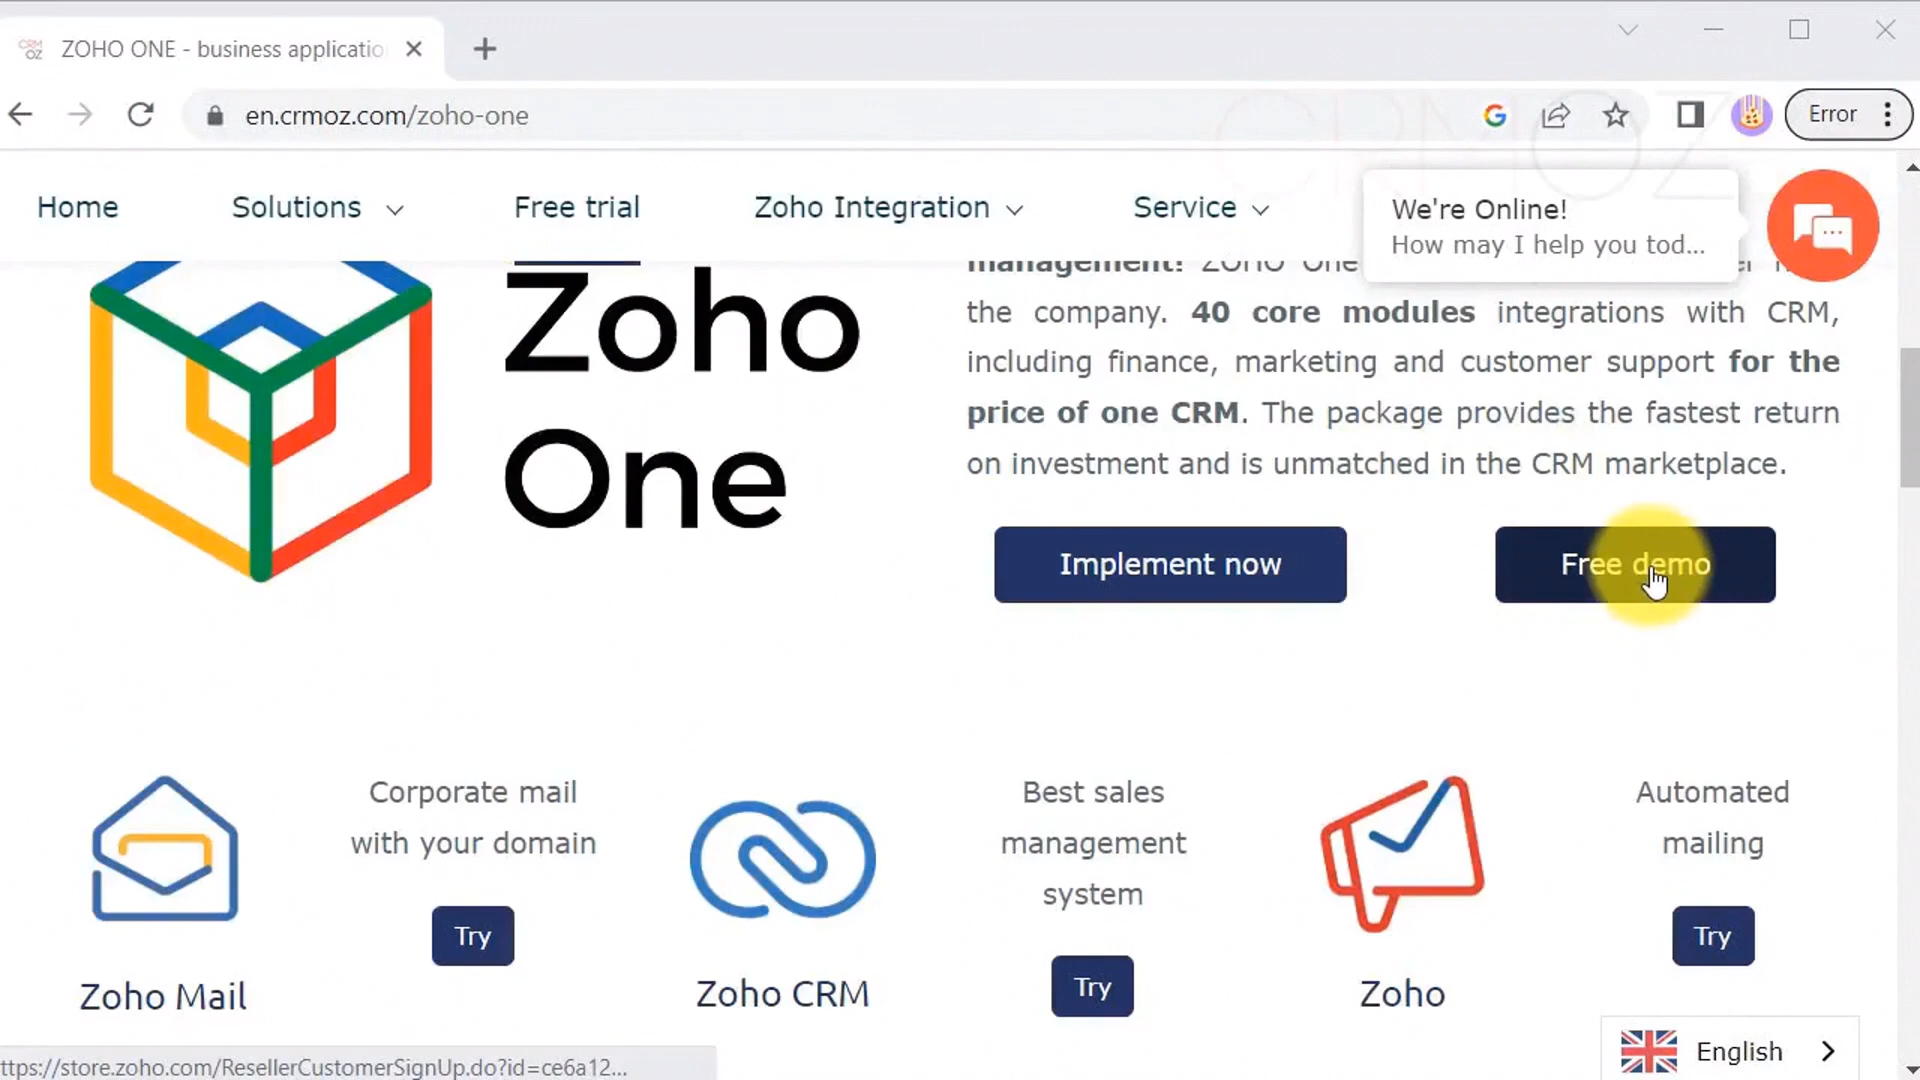 ZOHO ONE - business applicatio
en.crmoz.com/zoho-one
Error
CRMOZ
Home
Solutions
Free trial
Zoho Integration
Service
We're Online!
How may I help you tod...
Zoho
One
management! Zoho One
the company. 40 core modules integrations with CRM,
including finance, marketing and customer support for the
price of one CRM. The package provides the fastest return
on investment and is unmatched in the CRM marketplace.
Implement now
Free demo
Corporate mail
with your domain
Try
Zoho Mail
Best sales
management
system
Try
Zoho CRM
Automated
mailing
Try
Zoho
English
ttps://store.zoho.com/ResellerCustomerSignUp.do?id=ce6a12...